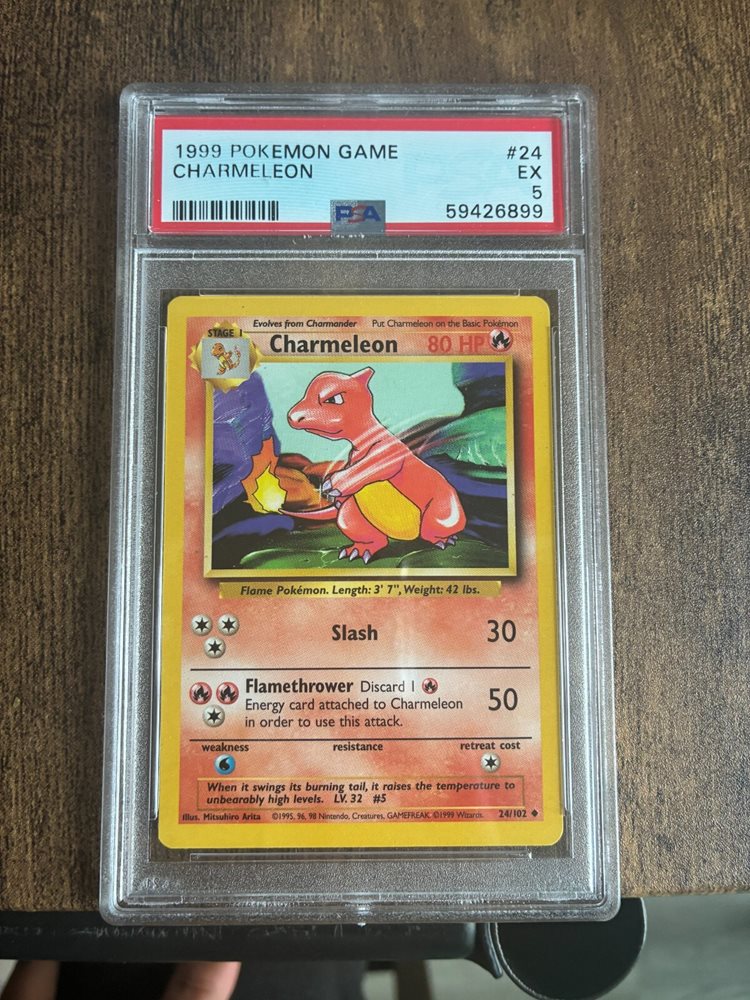 1999 POKEMON GAME #24
CHARMELEON EX
5
PSA 59426899
Evolves from Charmander Put Charmeleon on the Basic Pokémon
STAGE 1
Charmeleon 80 HP
Flame Pokémon. Length: 3' 7", Weight: 42 lbs.
Slash 30
Flamethrower Discard 1
Energy card attached to Charmeleon
in order to use this attack.
50
weakness resistance retreat cost
When it swings its burning tail, it raises the temperature to
unbearably high levels. LV. 32 #5
Illus. Mitsuhiro Arita ©1995, 96, 98 Nintendo, Creatures, GAMEFREAK. ©1999 Wizards. 24/102